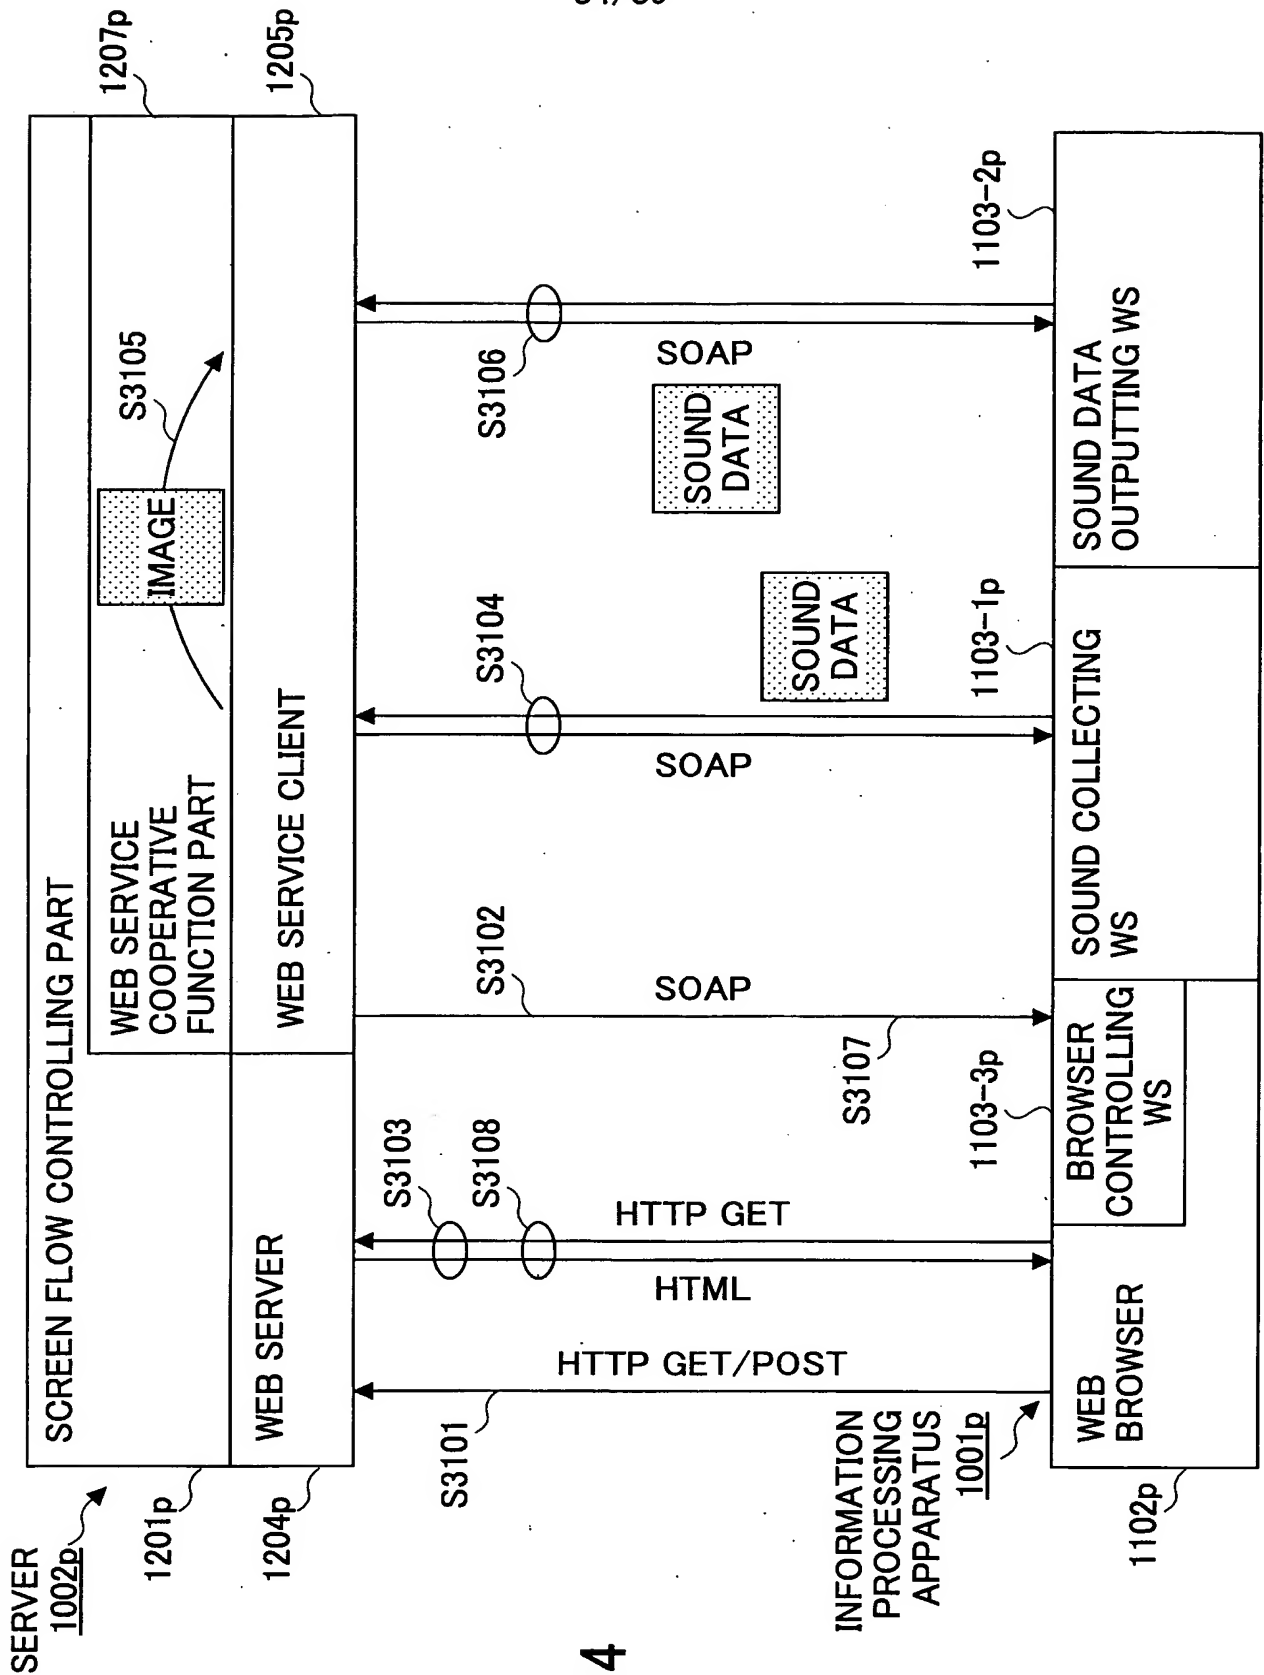 SERVER
1002p
1201p
1204p
SCREEN FLOW CONTROLLING PART
WEB SERVER
WEB SERVICE
COOPERATIVE
FUNCTION PART
WEB SERVICE CLIENT
IMAGE
S3105
1207p
1205p
S3101
HTTP GET/POST
S3103
S3108
HTTP GET
HTML
S3102
SOAP
S3107
S3104
SOAP
SOUND
DATA
S3106
SOAP
SOUND
DATA
INFORMATION
PROCESSING
APPARATUS
1001p
1102p
WEB
BROWSER
1103-3p
BROWSER
CONTROLLING
WS
1103-1p
SOUND COLLECTING
WS
1103-2p
SOUND DATA
OUTPUTTING WS
4